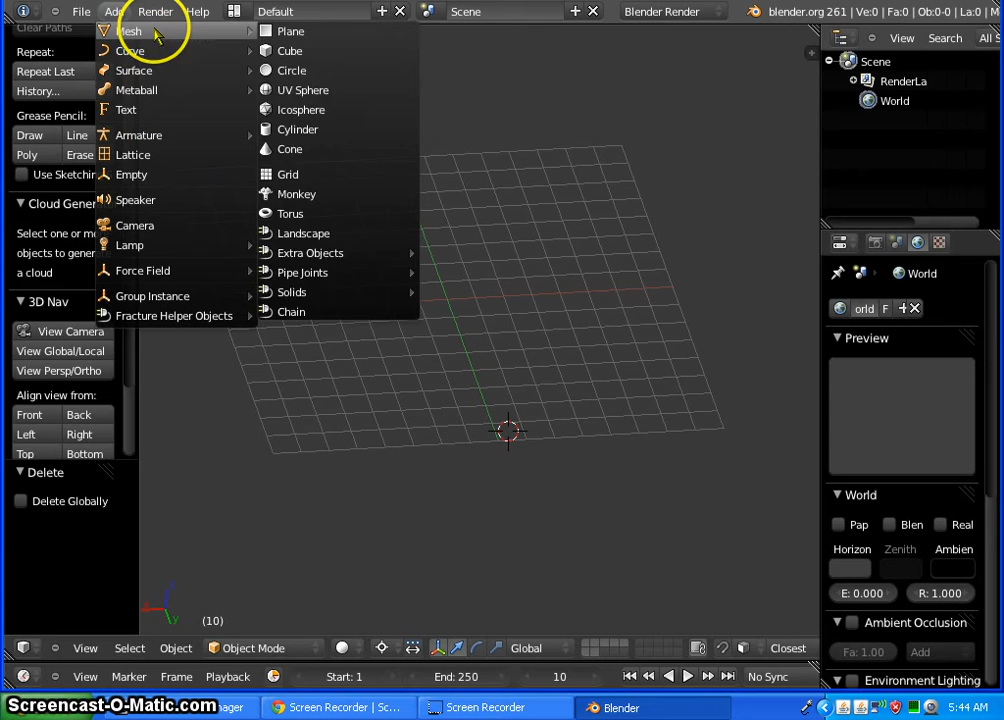 File Add Render Help Default Scene Blender Render blender.org 261 | Ve:0 | Fa:0 | Ob:0-0 | La:0 | M
View Search All S
Clear Paths
Repeat:
Repeat Last
History...
Grease Pencil:
Draw Line
Poly Erase
Use Sketchin
Cloud Gene
Select one or mo
objects to genera
a cloud
3D Nav
View Camera
View Global/Local
View Persp/Ortho
Align view from:
Front Back
Left Right
Top Bottom
Delete
Delete Globally
Mesh
Curve
Surface
Metaball
Text
Armature
Lattice
Empty
Speaker
Camera
Lamp
Force Field
Group Instance
Fracture Helper Objects
Plane
Cube
Circle
UV Sphere
Icosphere
Cylinder
Cone
Grid
Monkey
Torus
Landscape
Extra Objects
Pipe Joints
Solids
Chain
(10)
Scene
RenderLa
World
World
orld F
Preview
World
Pap Blen Real
Horizon Zenith Ambien
E: 0.000 R: 1.000
Ambient Occlusion
Fa: 1.00 Add
Environment Lighting
View Select Object Object Mode Global Closest
View Marker Frame Playback Start: 1 End: 250 10 No Sync
Screencast-O-Matic.com
nager Screen Recorder | Sc... Screen Recorder Blender 5:44 AM